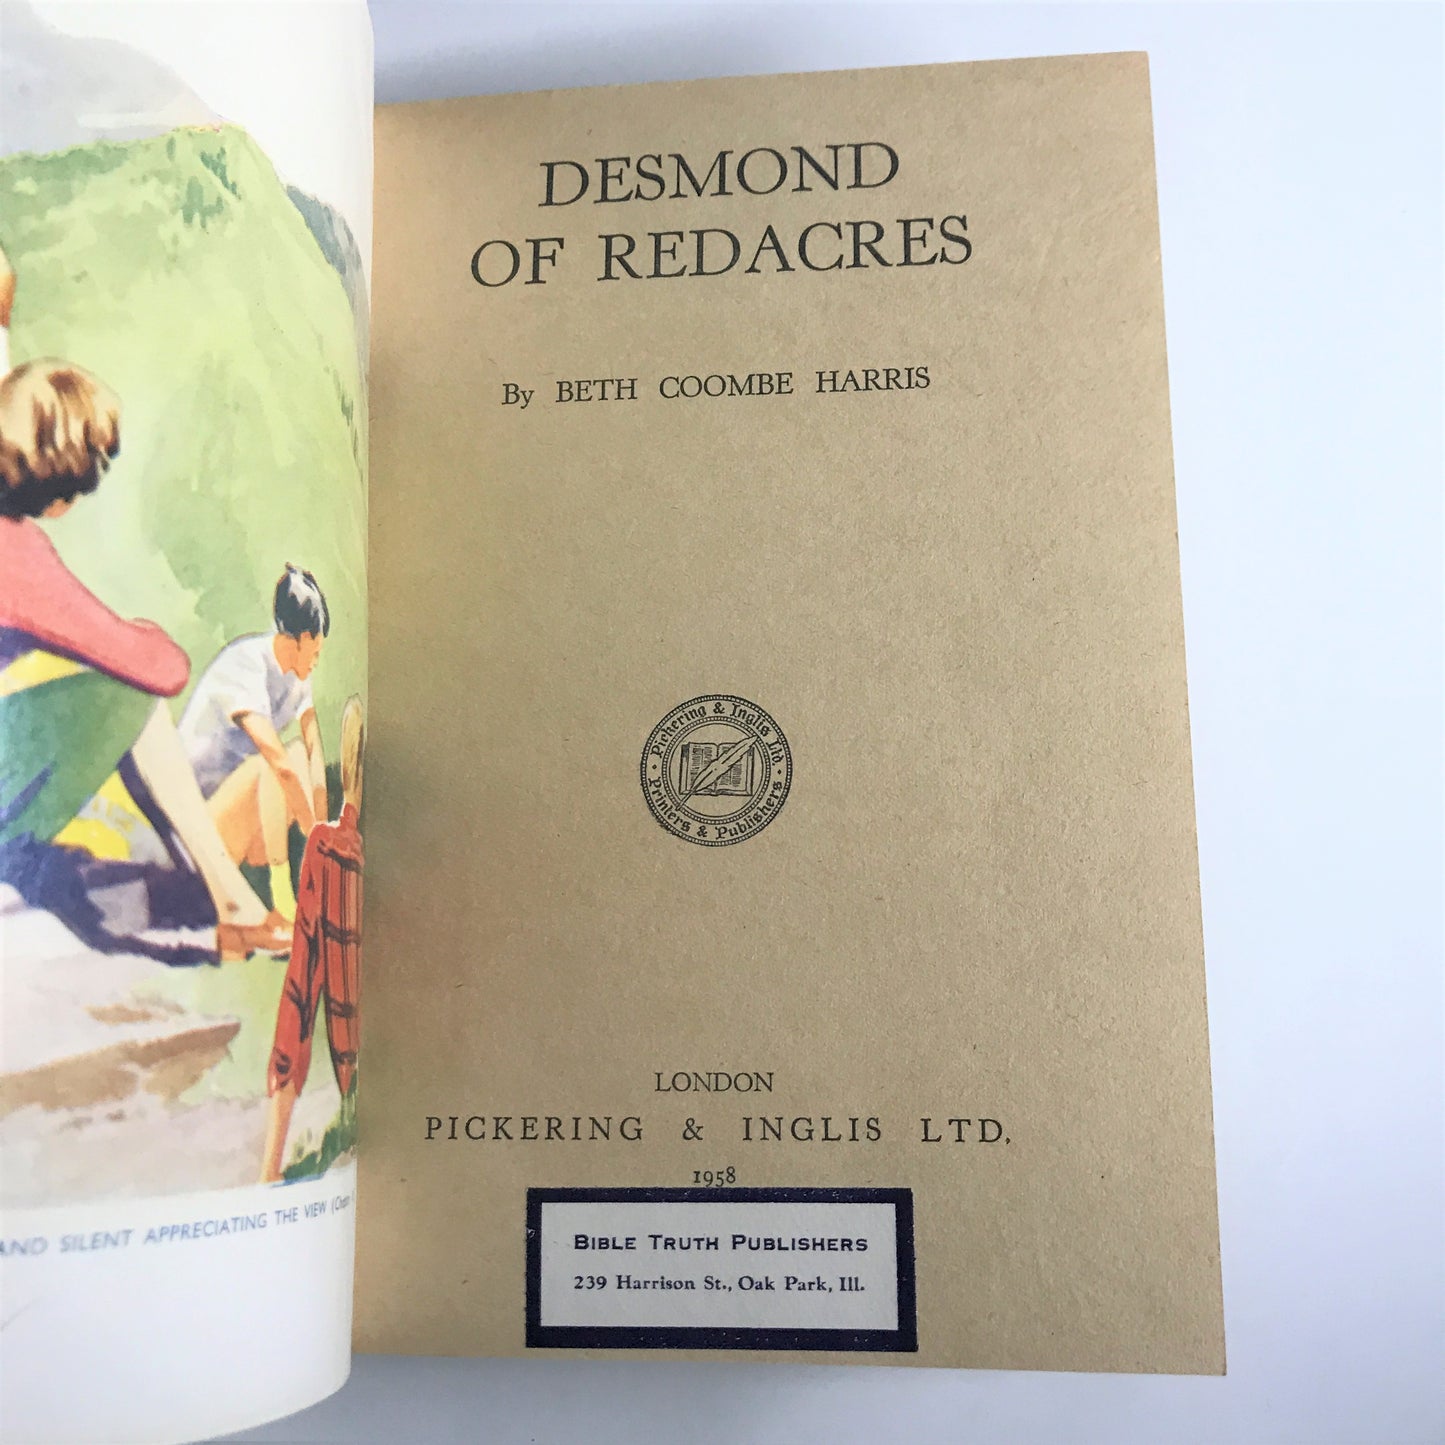 AND SILENT APPRECIATING THE VIEW
DESMOND
OF REDACRES
By BETH COOMBE HARRIS
Pickering & Inglis Ltd.
Printers & Publishers
LONDON
PICKERING & INGLIS LTD.
1958
BIBLE TRUTH PUBLISHERS
239 Harrison St., Oak Park, Ill.